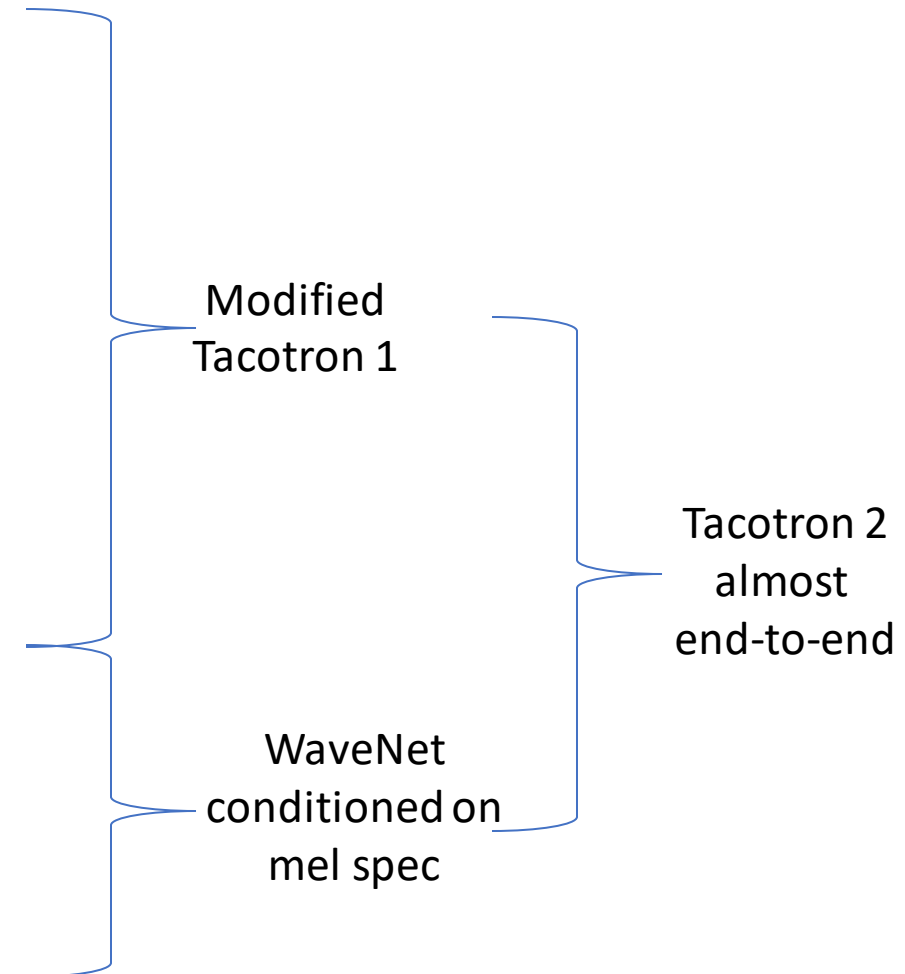 Modified
Tacotron 1
Tacotron 2
almost
end-to-end
WaveNet
conditioned on
mel spec